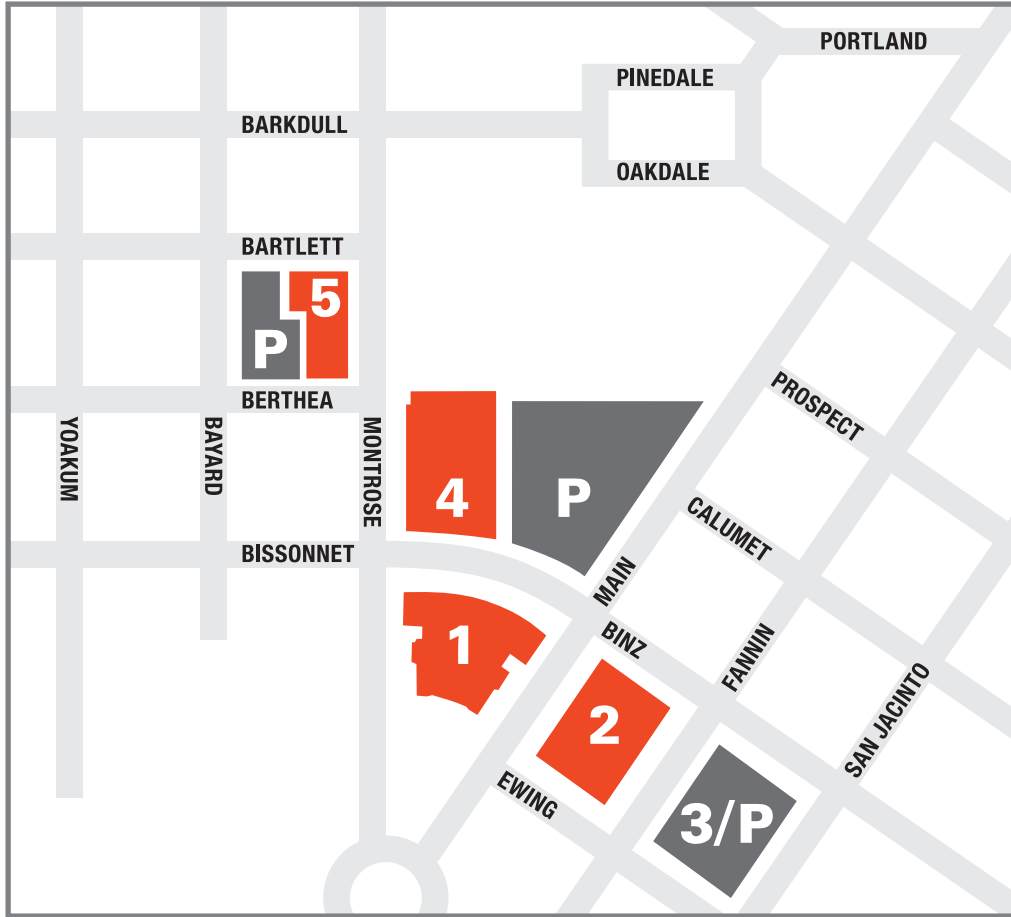 PORTLAND
PINEDALE
BARKDULL
OAKDALE
BARTLETT
5
P
BERTHEA
PROSPECT
YOAKUM
BAYARD
MONTROSE
4
P
CALUMET
BISSONNET
MAIN
1
BINZ
FANNIN
SAN JACINTO
2
EWING
3/P